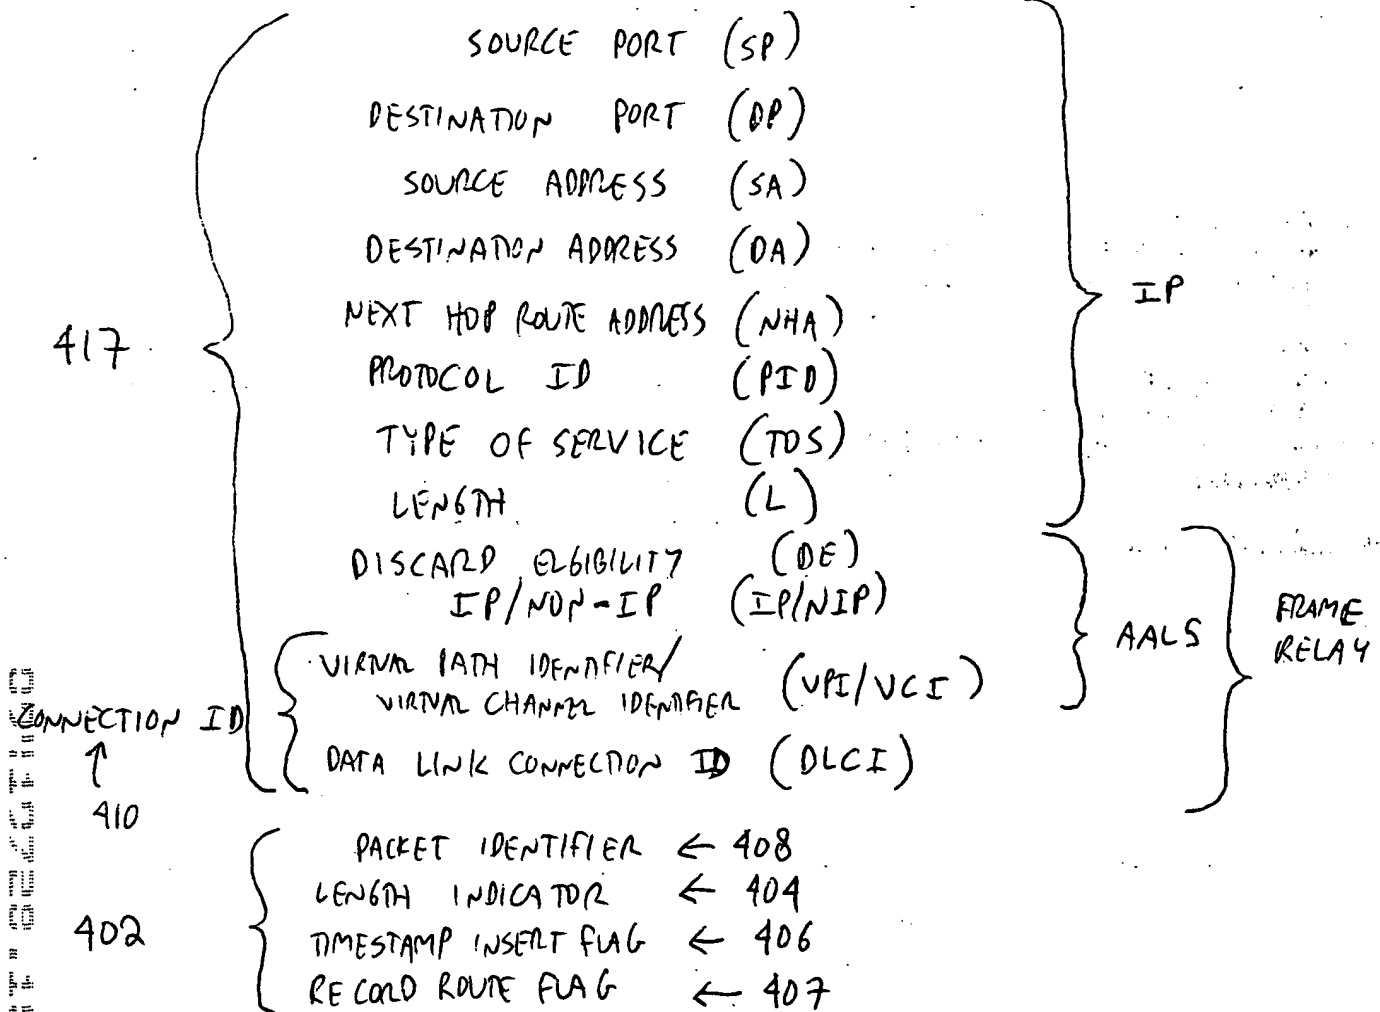 SOURCE PORT (SP)
DESTINATION PORT (DP)
SOURCE ADDRESS (SA)
DESTINATION ADDRESS (DA)
NEXT HOP ROUTE ADDRESS (NHA)
PROTOCOL ID (PID)
TYPE OF SERVICE (TOS)
LENGTH (L)
IP
417
DISCARD ELGIBILITY (DE)
IP/NON-IP (IP/NIP)
VIRTUAL PATH IDENTIFIER/
VIRTUAL CHANNEL IDENTIFIER (VPI/VCI)
DATA LINK CONNECTION ID (DLCI)
AAL5
FRAME
RELAY
CONNECTION ID
↑
410
PACKET IDENTIFIER ← 408
LENGTH INDICATOR ← 404
TIMESTAMP INSERT FLAG ← 406
RECORD ROUTE FLAG ← 407
402